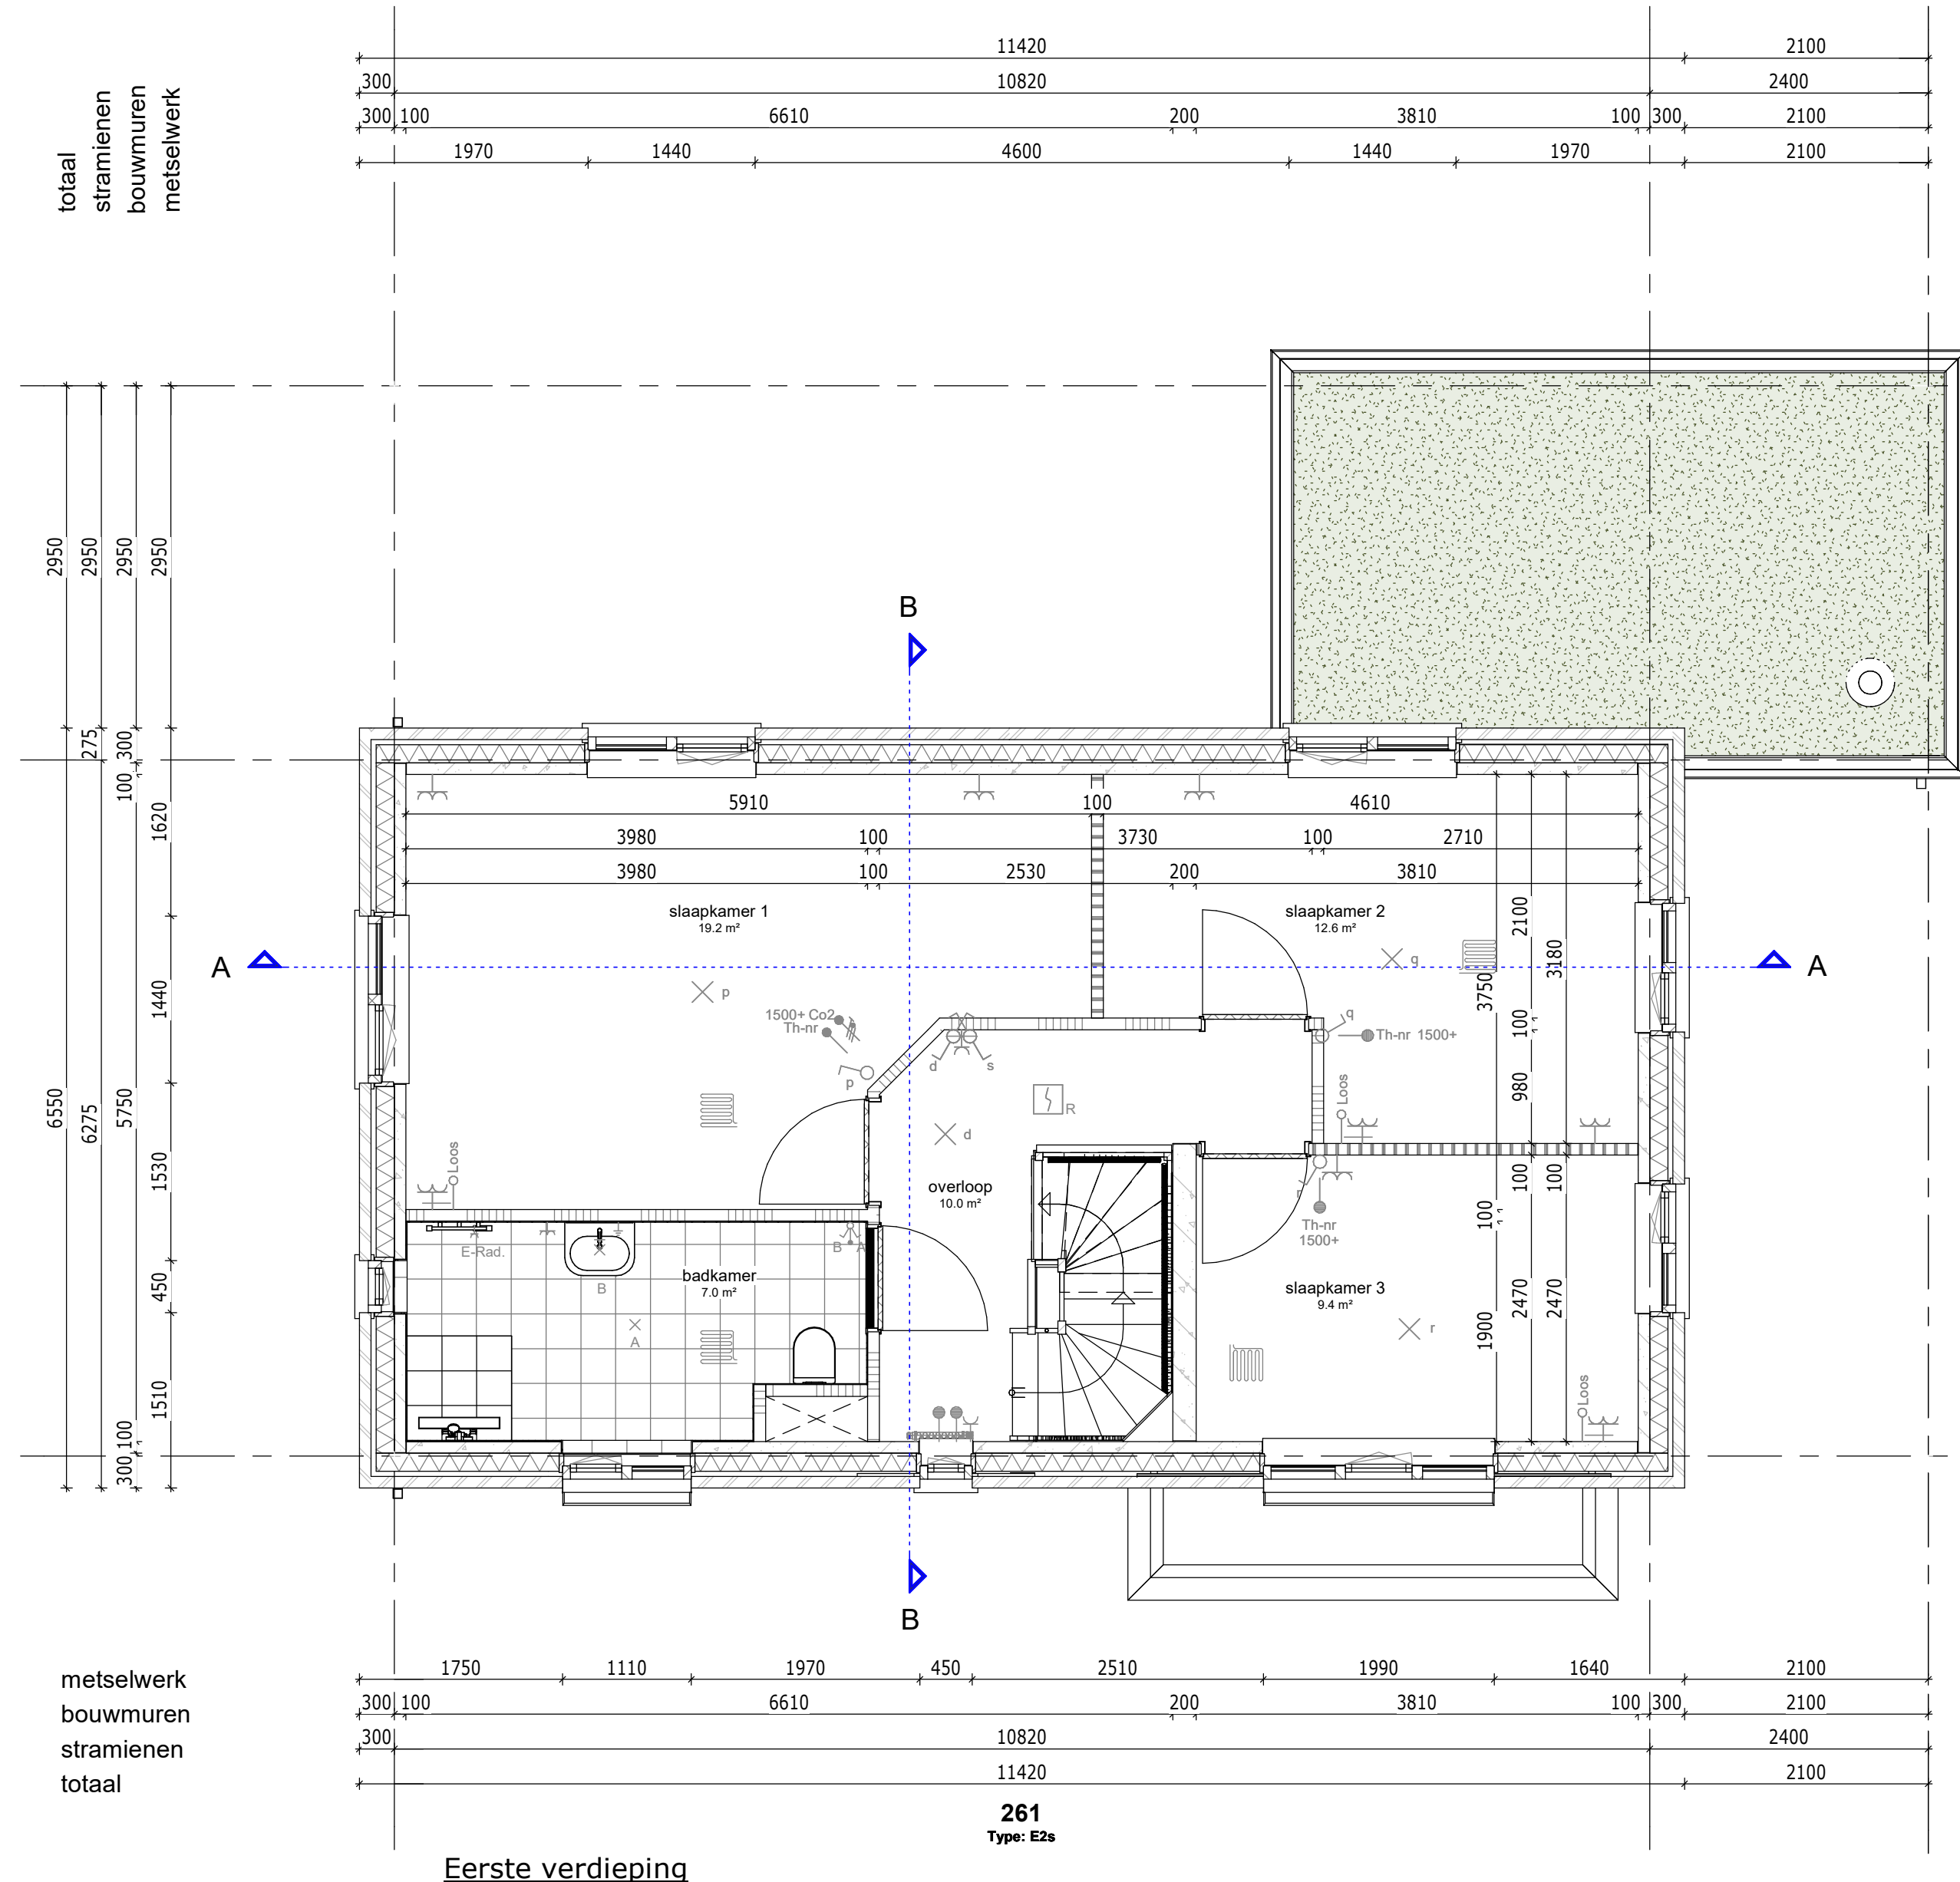 11420 2100
300 10820 2400
300 100 6610 200 3810 100 300 2100
1970 1440 4600 1440 1970 2100
totaal
stramienen
bouwmuren
metselwerk
2950 2950 2950 2950
275 300
100
1620
1440
6550 6275 5750
1530
450
1510
300 100
B
5910 100 4610
3980 100 3730 100 2710
3980 100 2530 200 3810
slaapkamer 1
19.2 m²
slaapkamer 2
12.6 m²
A
A
p
q
2100
3180
3750
1500+ Co2
Th-nr
p
d s
q
Th-nr 1500+
100
980
Loos
R
d
Loos
overloop
10.0 m²
r
100 100
100
Th-nr
1500+
E-Rad.
B A
B
badkamer
7.0 m²
A
slaapkamer 3
9.4 m²
r
2470 2470
1900
Loos
B
metselwerk 1750 1110 1970 450 2510 1990 1640 2100
bouwmuren 300 100 6610 200 3810 100 300 2100
stramienen 300 10820 2400
totaal 11420 2100
261
Type: E2s
Eerste verdieping